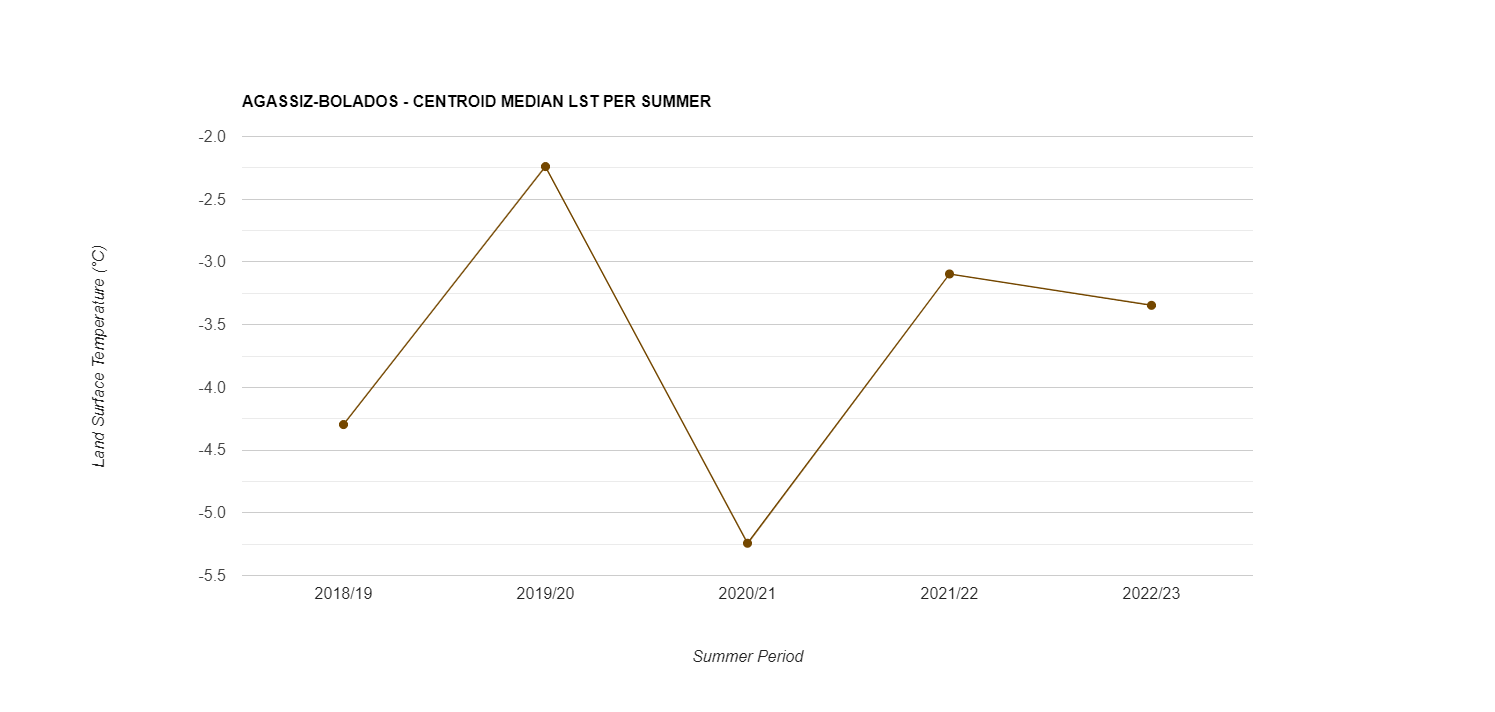 AGASSIZ-BOLADOS - CENTROID MEDIAN LST PER SUMMER
-2.0
-2.5
-3.0
-3.5
-4.0
-4.5
-5.0
-5.5
Land Surface Temperature (°C)
2018/19 2019/20 2020/21 2021/22 2022/23
Summer Period